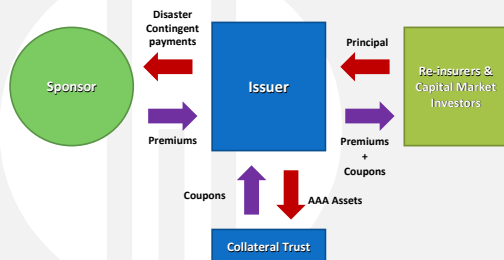 Disaster
Contingent
payments
Principal
Sponsor
Issuer
Re-insurers &
Capital Market
Investors
Premiums
Premiums
+
Coupons
Coupons
AAA Assets
Collateral Trust